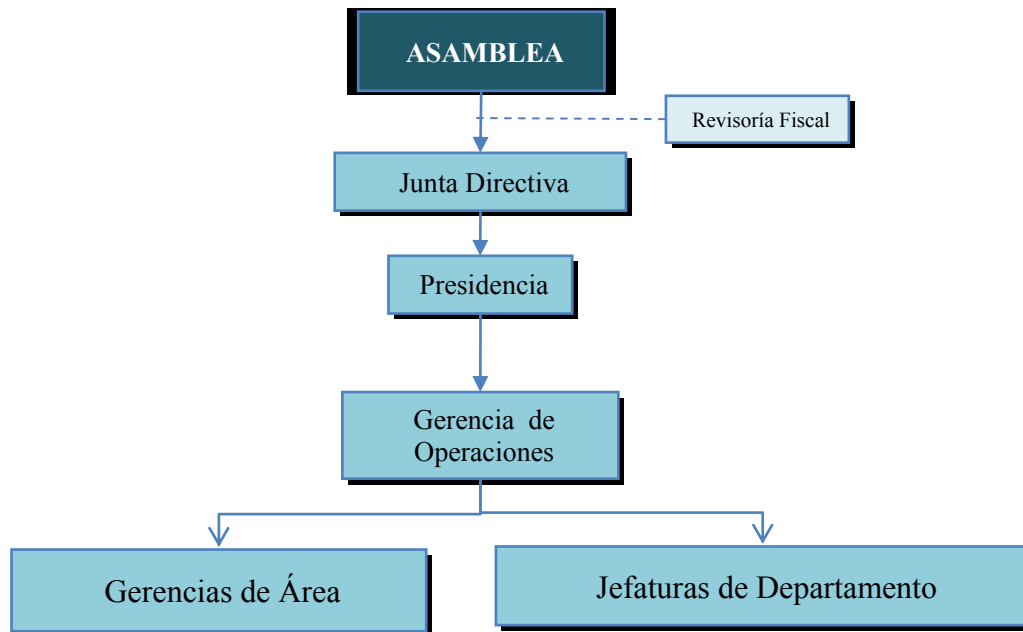 ASAMBLEA
Revisoría Fiscal
Junta Directiva
Presidencia
Gerencia de
Operaciones
Gerencias de Área
Jefaturas de Departamento